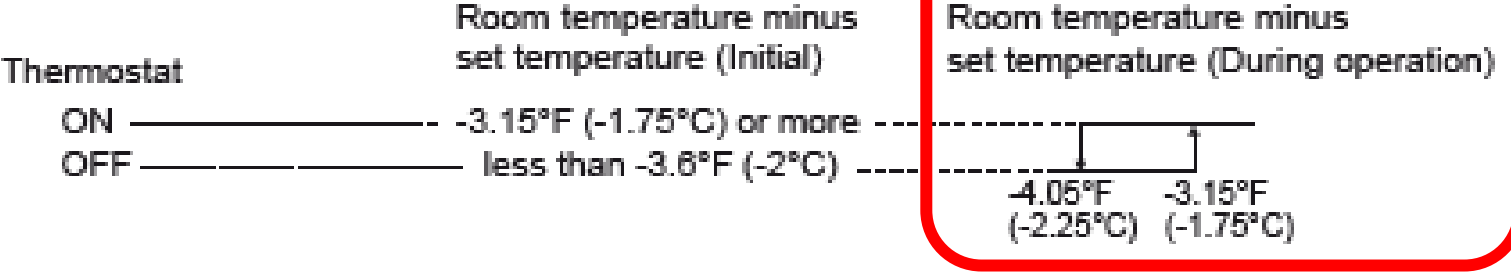 Room temperature minus
set temperature (Initial)
Room temperature minus
set temperature (During operation)
Thermostat
ON -3.15°F (-1.75°C) or more
OFF less than -3.6°F (-2°C)
-4.05°F -3.15°F
(-2.25°C) (-1.75°C)